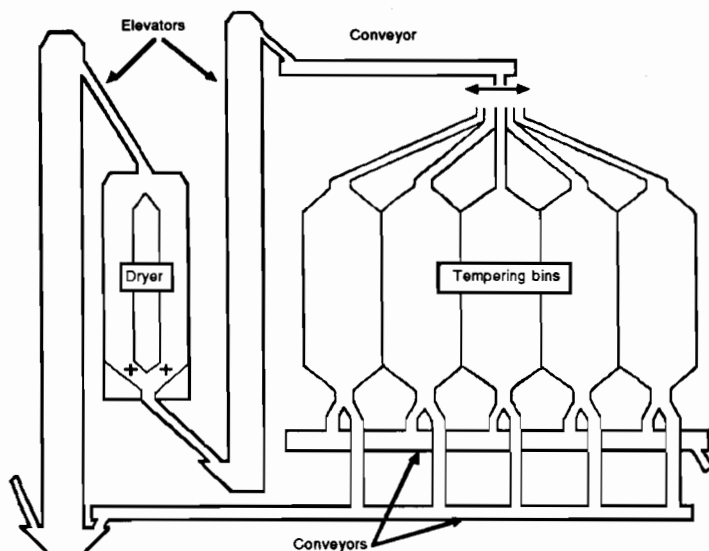 Elevators
Conveyor
Dryer
Tempering bins
Conveyors